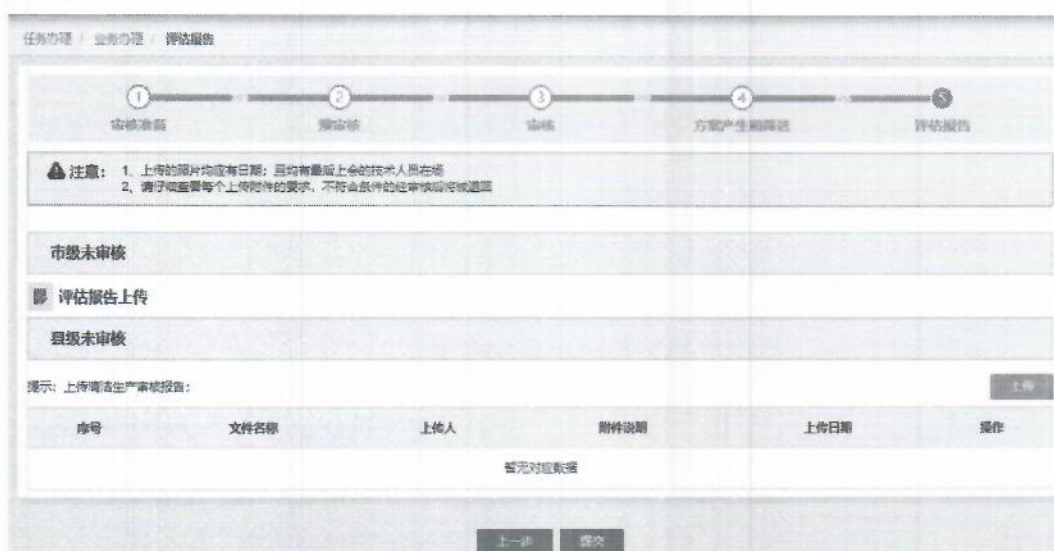 任务办理 / 业务办理 / 评估报告
1 2 3 4 5
审核准备 预审核 审核 方案产生和筛选 评估报告
注意: 1、上传的照片均应有日期;且均有最后上会的技术人员在场
2、请仔细查看每个上传附件的要求,不符合条件的经审核后将被退回
市级未审核
评估报告上传
县级未审核
提示:上传清洁生产审核报告; 上传
序号 文件名称 上传人 附件说明 上传日期 操作
暂无对应数据
上一步 提交